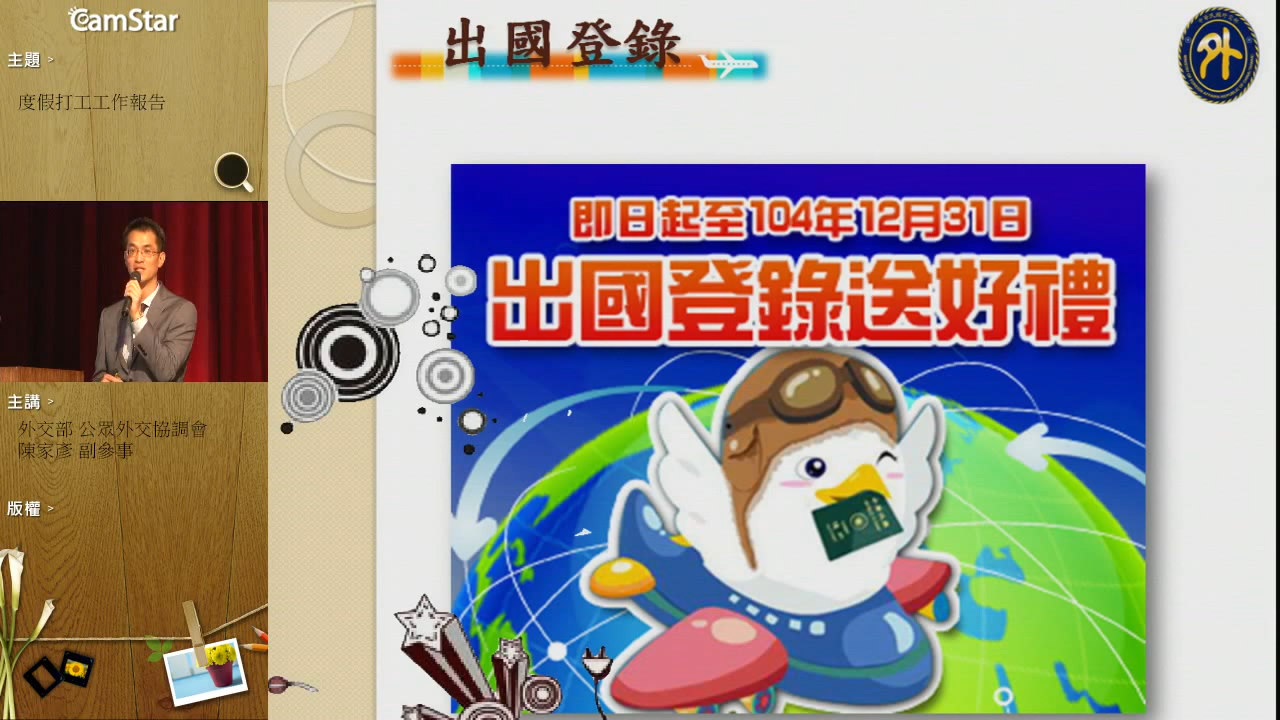 CamStar
主題 >
度假打工工作報告
主講 >
外交部 公眾外交協調會
陳家彥 副參事
版權 >
出國登錄
外
即日起至104年12月31日
出國登錄送好禮